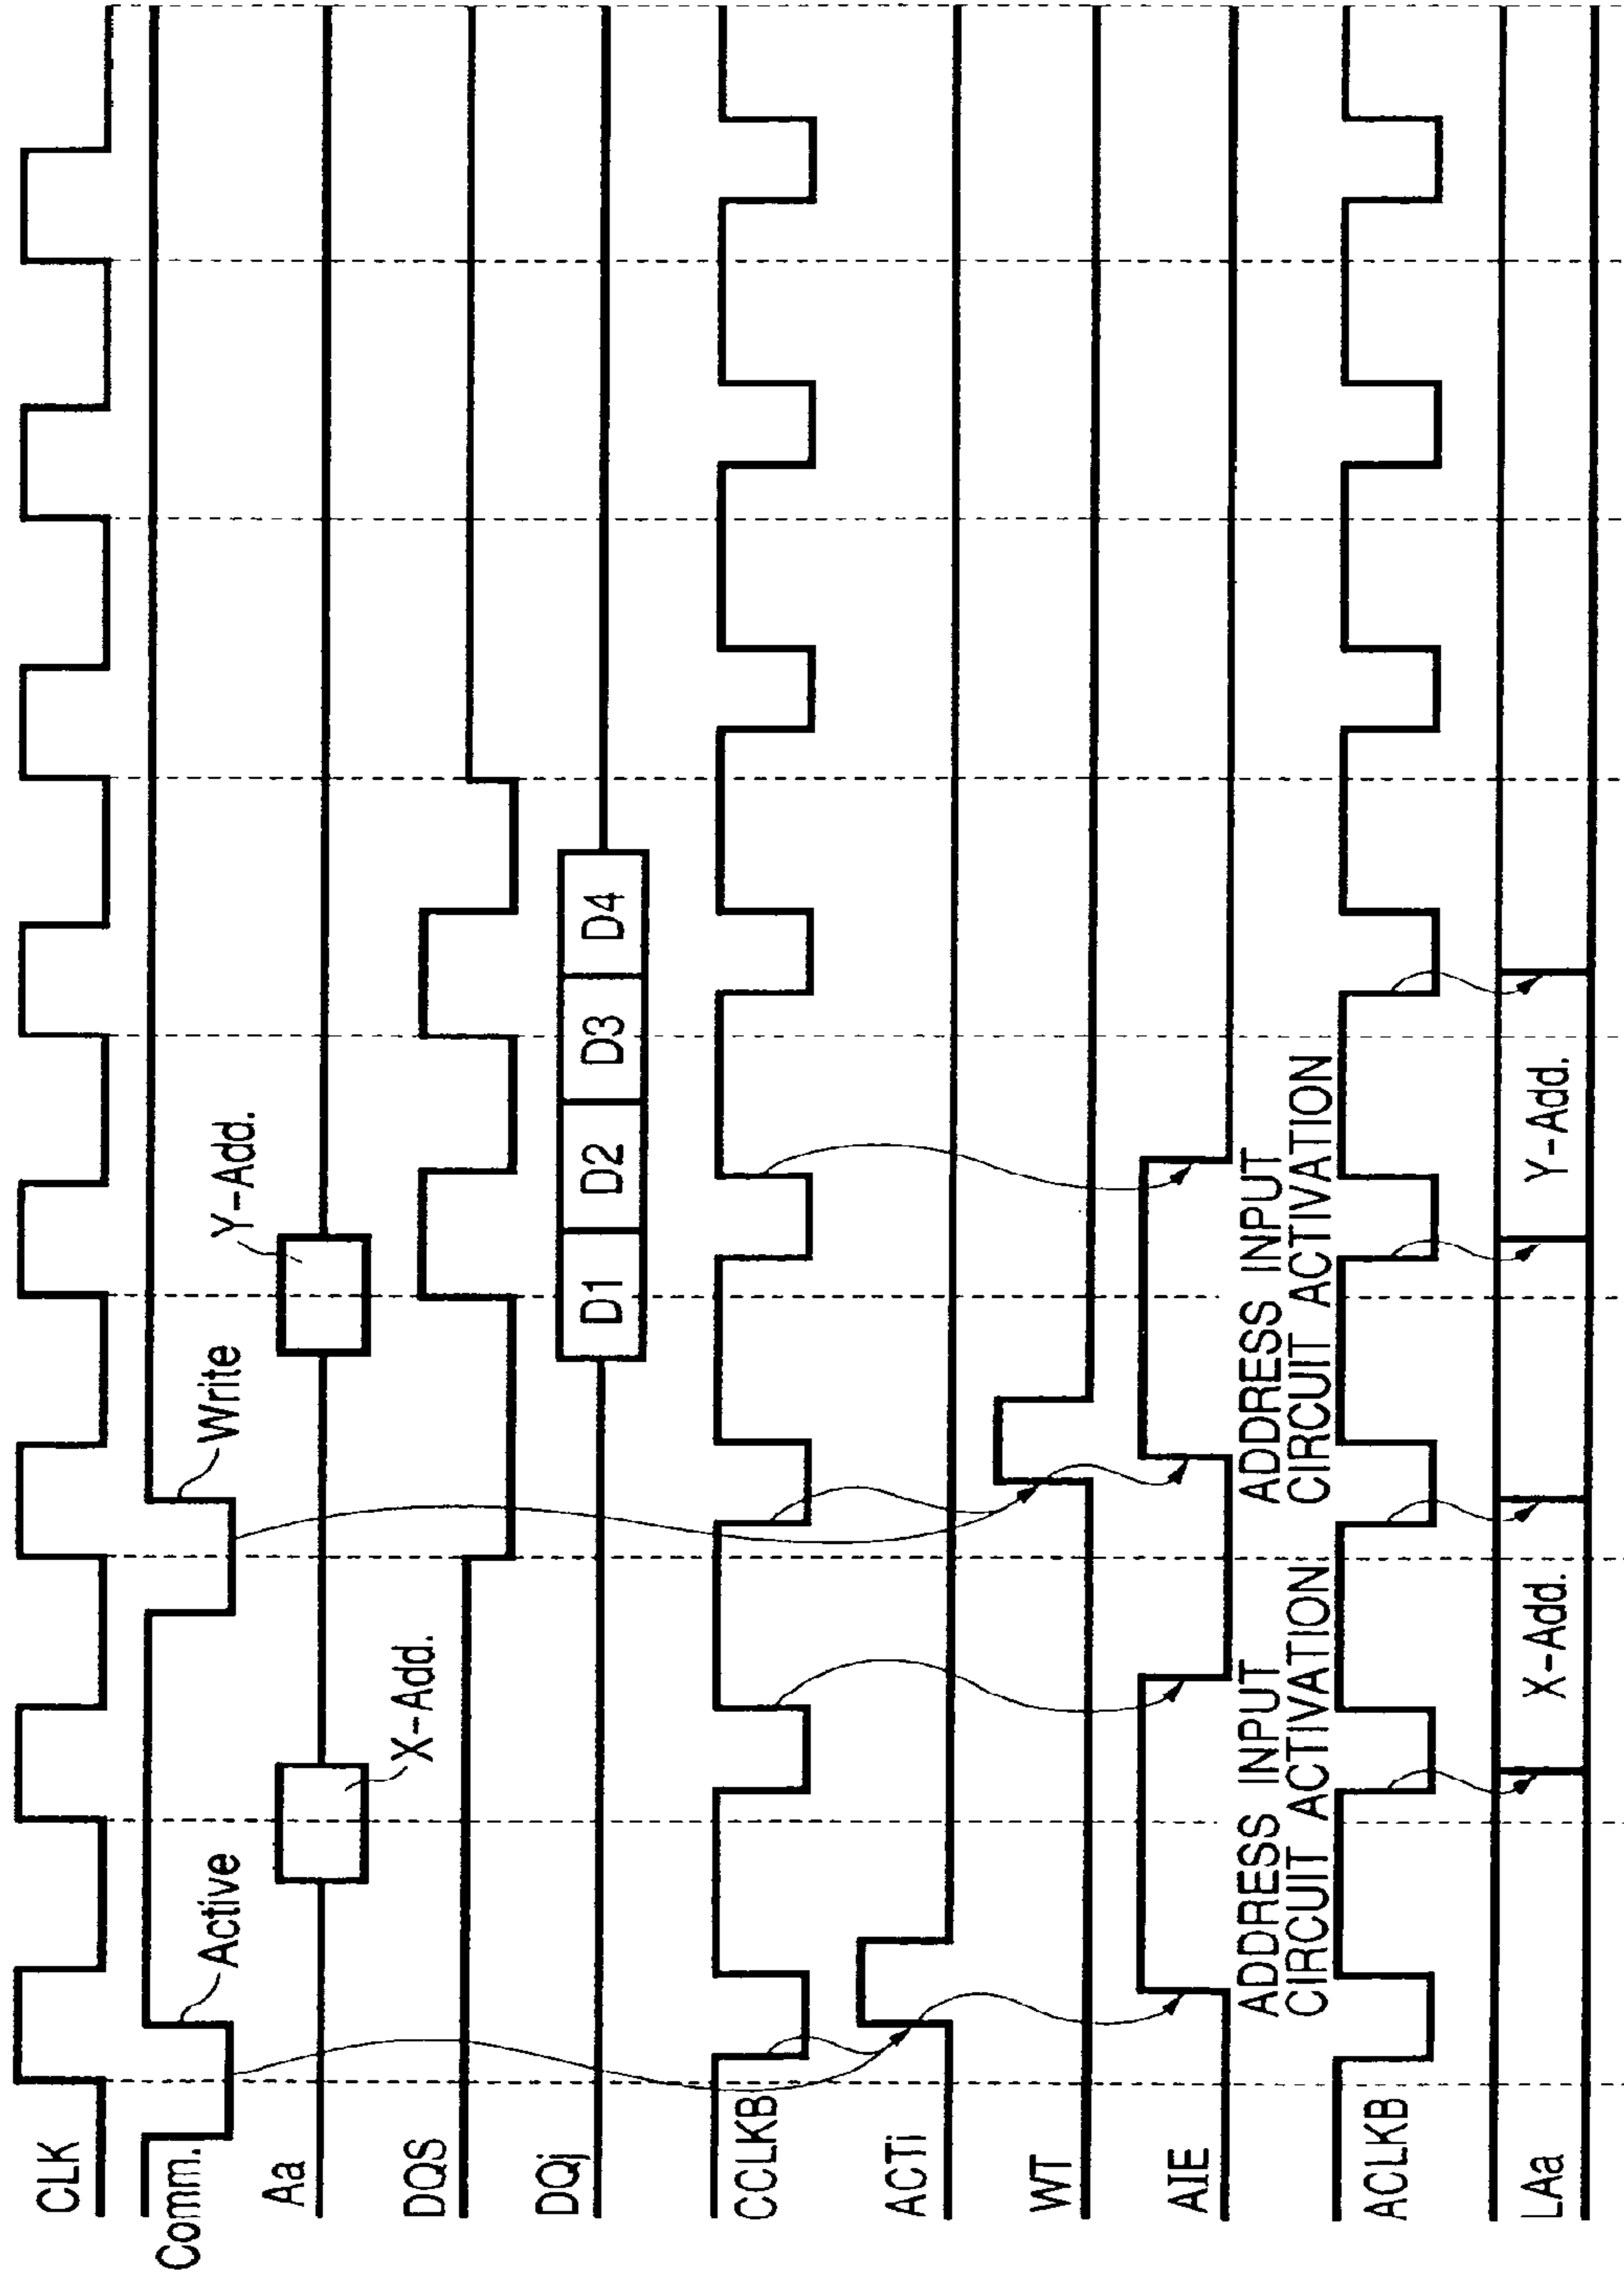 CLK
Comm.
Active
Write
Aa
X-Add.
Y-Add.
DQS
DQj
D1 D2 D3 D4
CCLKB
ACTi
WT
AIE
ADDRESS INPUT
CIRCUIT ACTIVATION
ADDRESS INPUT
CIRCUIT ACTIVATION
ACLKB
LAa
X-Add.
Y-Add.